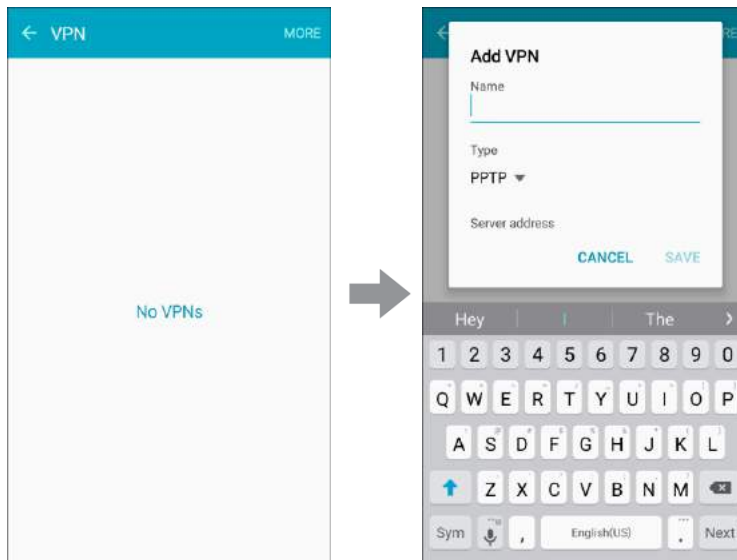 VPN MORE
No VPNs
RE
Add VPN
Name
Type
PPTP
Server address
CANCEL SAVE
Hey I The
1 2 3 4 5 6 7 8 9 0
Q W E R T Y U I O P
A S D F G H J K L
Z X C V B N M
Sym , English(US) . Next